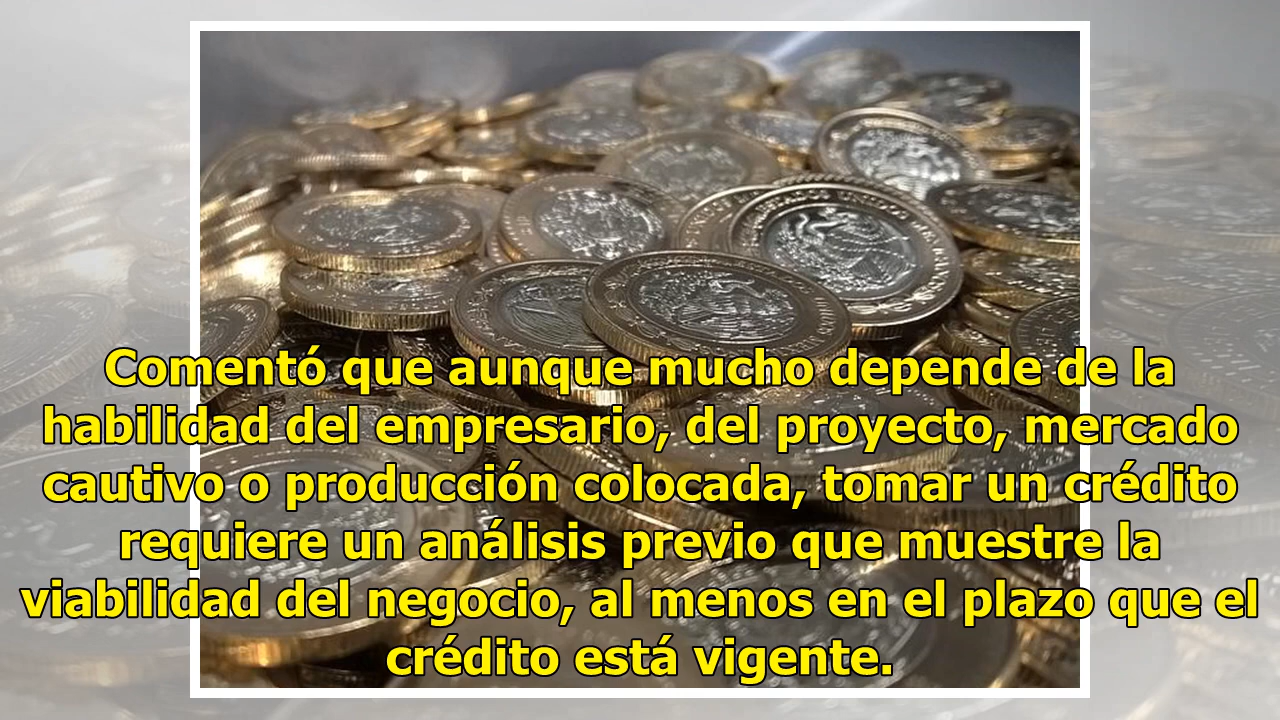 Comentó que aunque mucho depende de la
habilidad del empresario, del proyecto, mercado
cautivo o producción colocada, tomar un crédito
requiere un análisis previo que muestre la
viabilidad del negocio, al menos en el plazo que el
crédito está vigente.